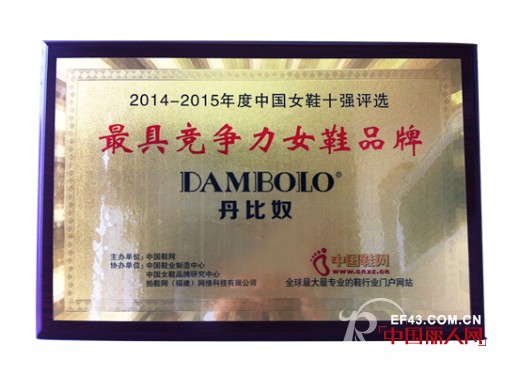 2014-2015年度中国女鞋十强评选
最具竞争力女鞋品牌
DAMBOLO®
丹比奴
主办单位：中国鞋网
协办单位：中国鞋业制造中心
中国女鞋品牌研究中心
拍鞋网（福建）网络科技有限公司
中国鞋网
www.cnxz.cn
全球最大最专业的鞋行业门户网站
EF43.COM.CN
中国丽人网